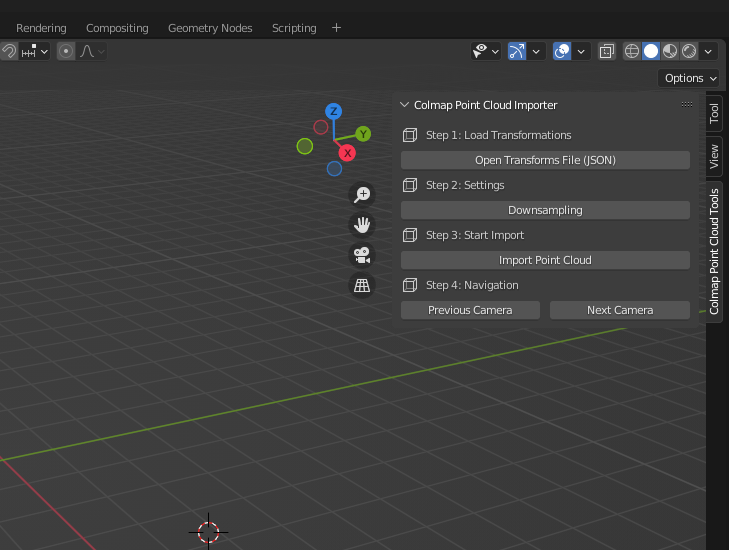 Rendering Compositing Geometry Nodes Scripting +
Options
Colmap Point Cloud Importer
Step 1: Load Transformations
Open Transforms File (JSON)
Step 2: Settings
Downsampling
Step 3: Start Import
Import Point Cloud
Step 4: Navigation
Previous Camera Next Camera
Tool
View
Colmap Point Cloud Tools
Z
Y
X